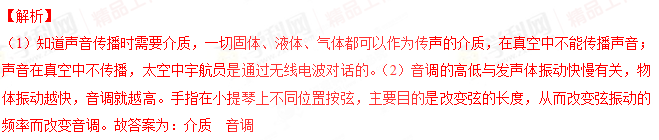 【解析】
（1）知道声音传播时需要介质，一切固体、液体、气体都可以作为传声的介质，在真空中不能传播声音；
声音在真空中不传播，太空中宇航员是通过无线电波对话的。（2）音调的高低与发声体振动快慢有关，物
体振动越快，音调就越高。手指在小提琴上不同位置按弦，主要目的是改变弦的长度，从而改变弦振动的
频率而改变音调。故答案为：介质　音调